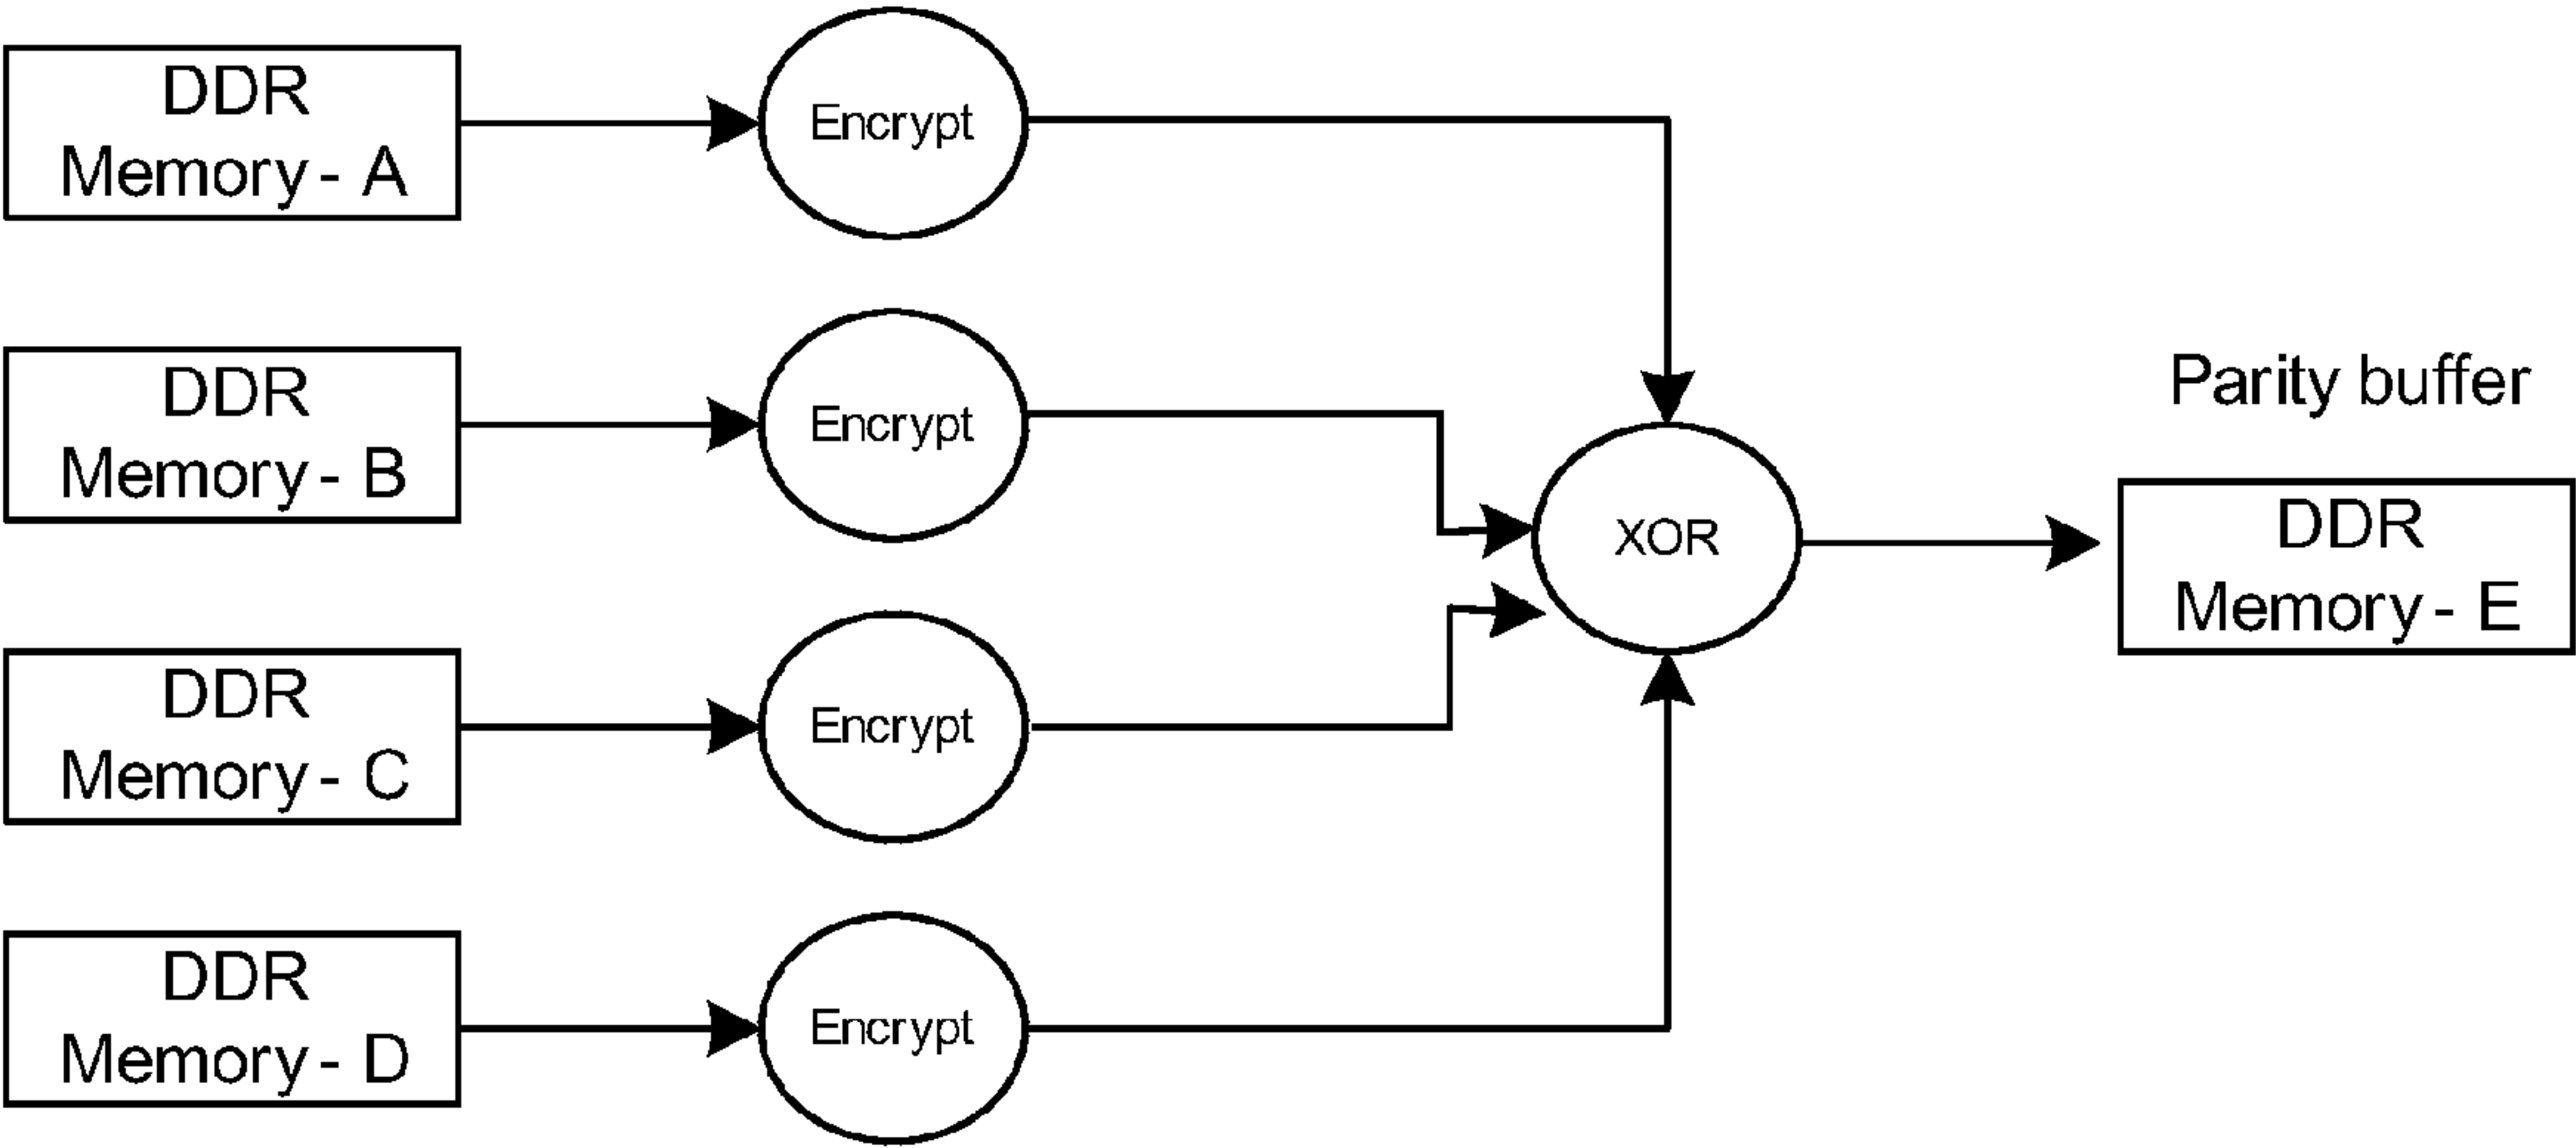 DDR
Memory - A
Encrypt
DDR
Memory - B
Encrypt
DDR
Memory - C
Encrypt
DDR
Memory - D
Encrypt
XOR
Parity buffer
DDR
Memory - E